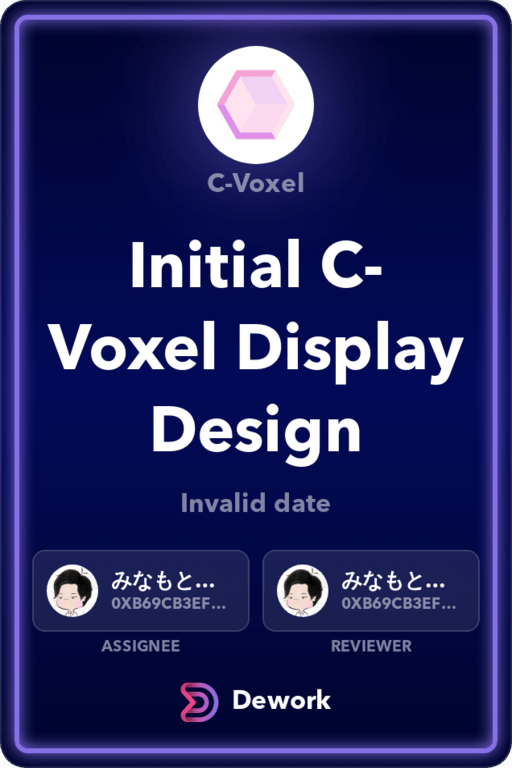 C-Voxel
Initial C-
Voxel Display
Design
Invalid date
みなもと...
0XB69CB3EF...
みなもと...
0XB69CB3EF...
ASSIGNEE
REVIEWER
Dework